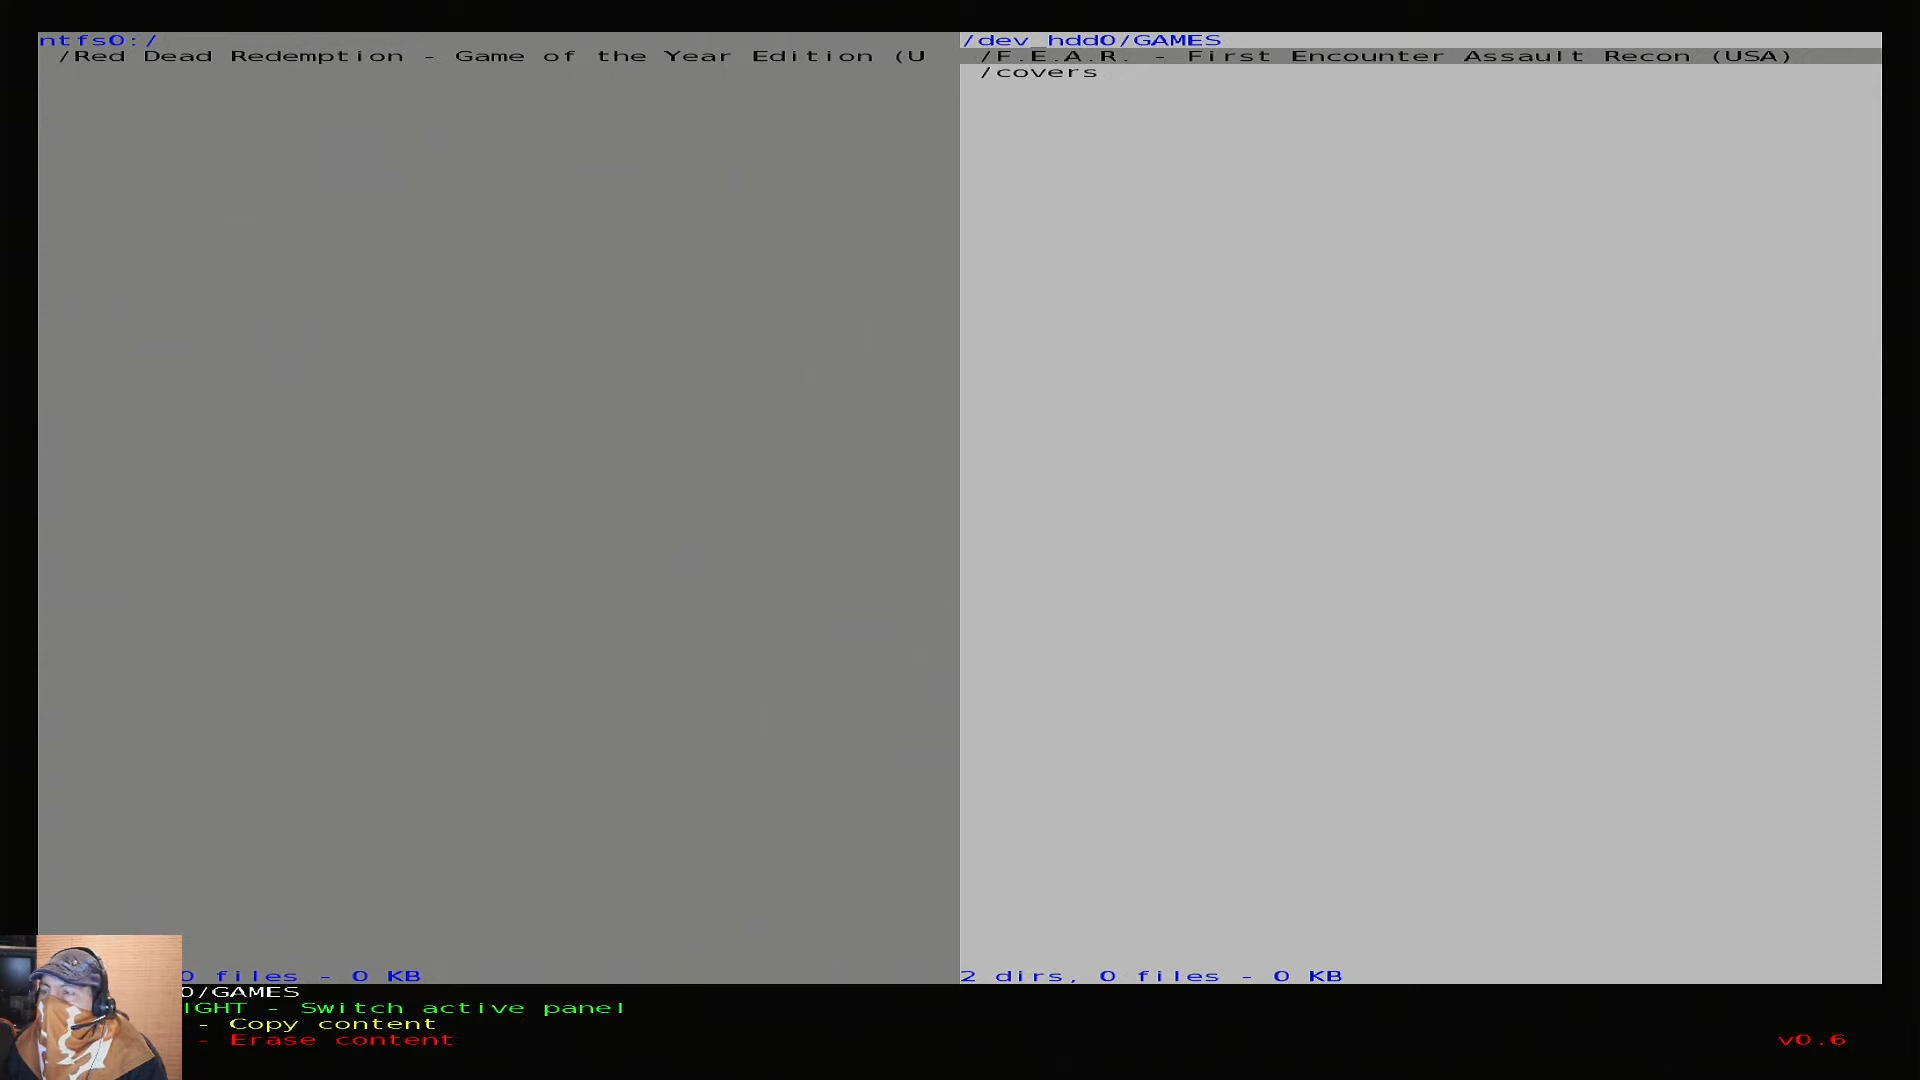 ntfs0:/
/Red Dead Redemption - Game of the Year Edition (U
/dev_hdd0/GAMES
/F.E.A.R. - First Encounter Assault Recon (USA)
/covers
0 files - 0 KB
2 dirs, 0 files - 0 KB
0/GAMES
IGHT - Switch active panel
- Copy content
- Erase content
v0.6